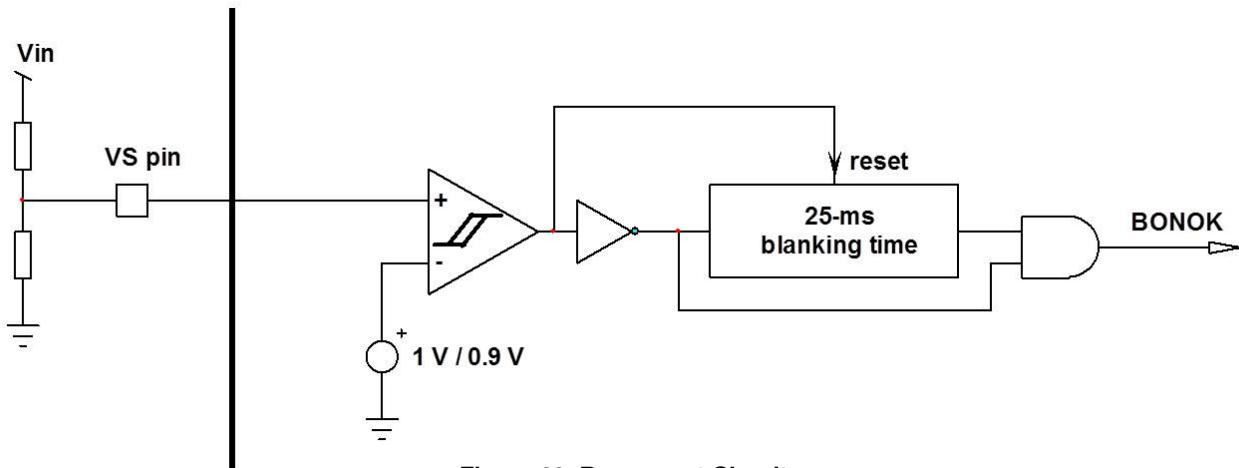 Vin
VS pin
+
-
+
1 V / 0.9 V
reset
25-ms
blanking time
BONOK